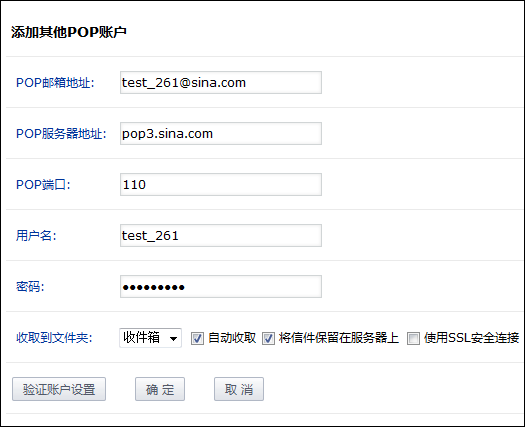 添加其他POP账户
POP邮箱地址: test_261@sina.com
POP服务器地址: pop3.sina.com
POP端口: 110
用户名: test_261
密码: •••••••••
收取到文件夹: 收件箱 自动收取 将信件保留在服务器上 使用SSL安全连接
验证账户设置 确 定 取 消